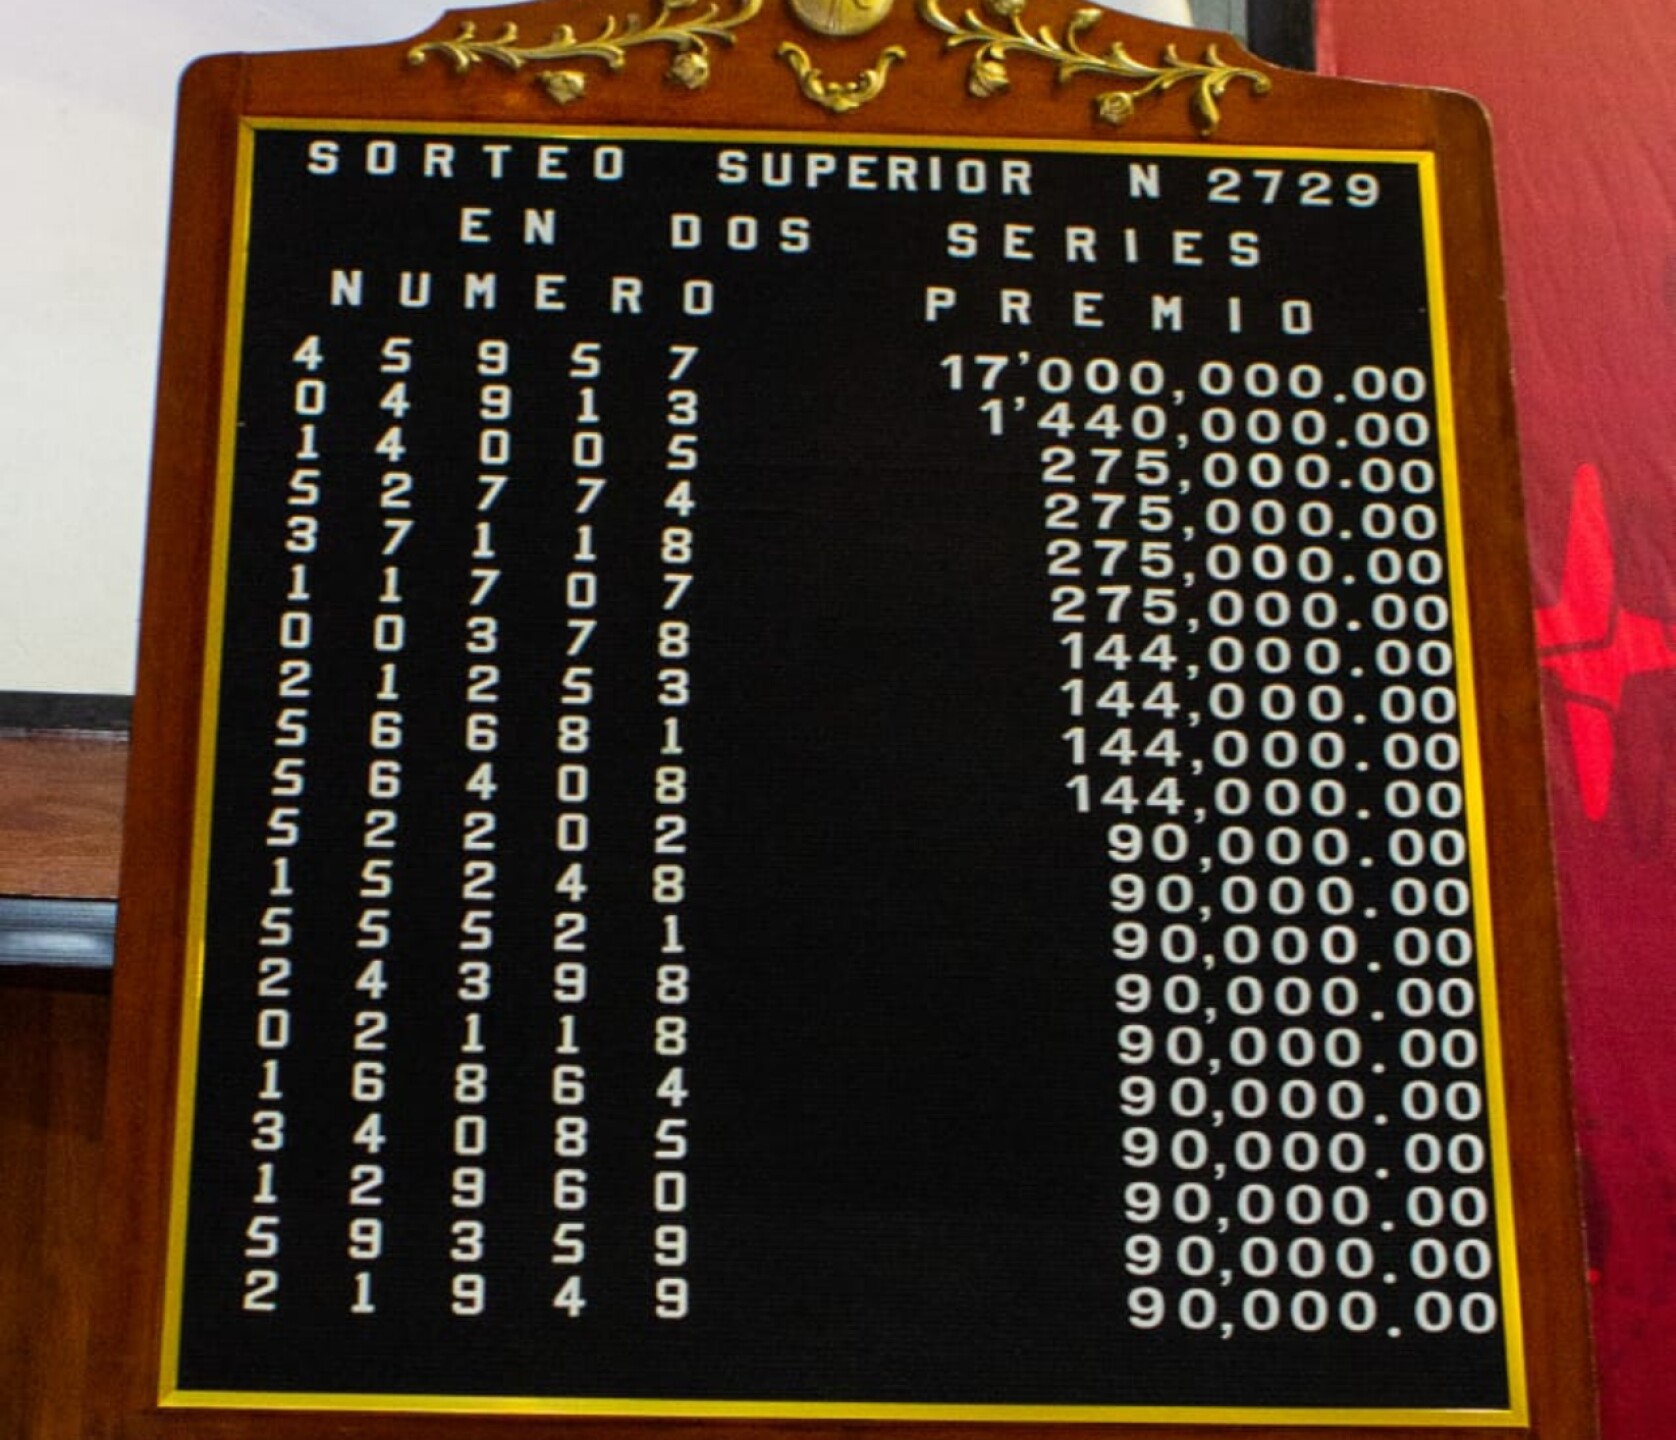 SORTEO SUPERIOR N 2729
EN DOS SERIES
NUMERO PREMIO
4 5 9 5 7 17'000,000.00
0 4 9 1 3 1'440,000.00
1 4 0 0 5 275,000.00
5 2 7 7 4 275,000.00
3 7 1 1 8 275,000.00
1 1 7 0 7 275,000.00
0 0 3 7 8 144,000.00
2 1 2 5 3 144,000.00
5 6 6 8 1 144,000.00
5 6 4 0 8 144,000.00
5 2 2 0 2 90,000.00
1 5 2 4 8 90,000.00
5 5 5 2 1 90,000.00
2 4 3 9 8 90,000.00
0 2 1 1 8 90,000.00
1 6 8 6 4 90,000.00
3 4 0 8 5 90,000.00
1 2 9 6 0 90,000.00
5 9 3 5 9 90,000.00
2 1 9 4 9 90,000.00